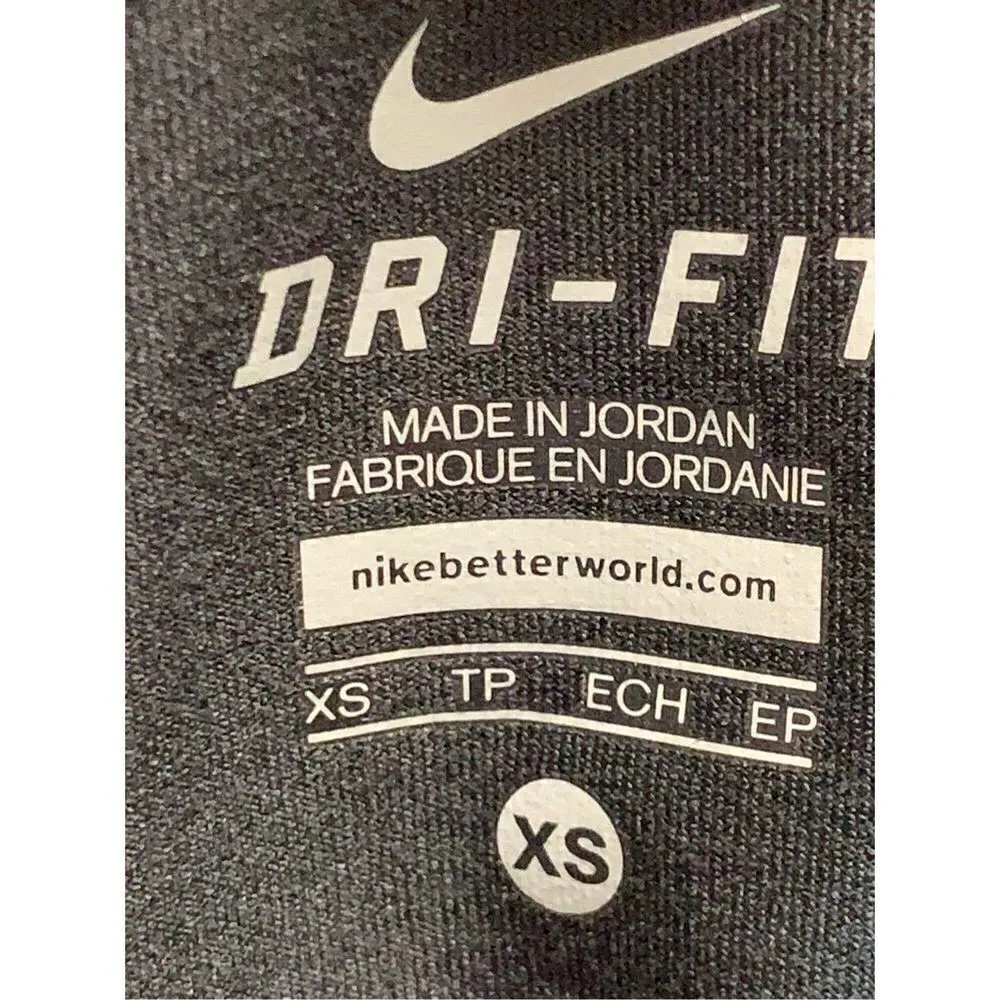 DRI-FIT
MADE IN JORDAN
FABRIQUE EN JORDANIE
nikebetterworld.com
XS TP ECH EP
XS